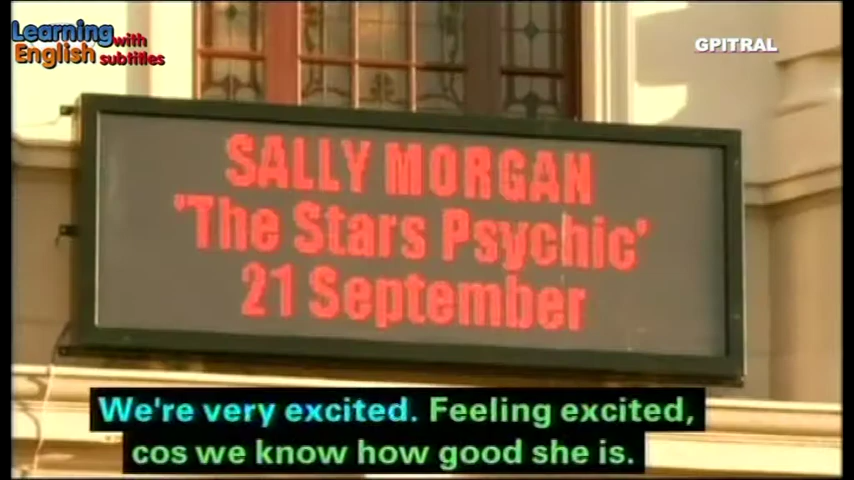 Learning
English with
subtitles
GPITRAL
SALLY MORGAN
'The Stars Psychic'
21 September
We're very excited. Feeling excited,
cos we know how good she is.